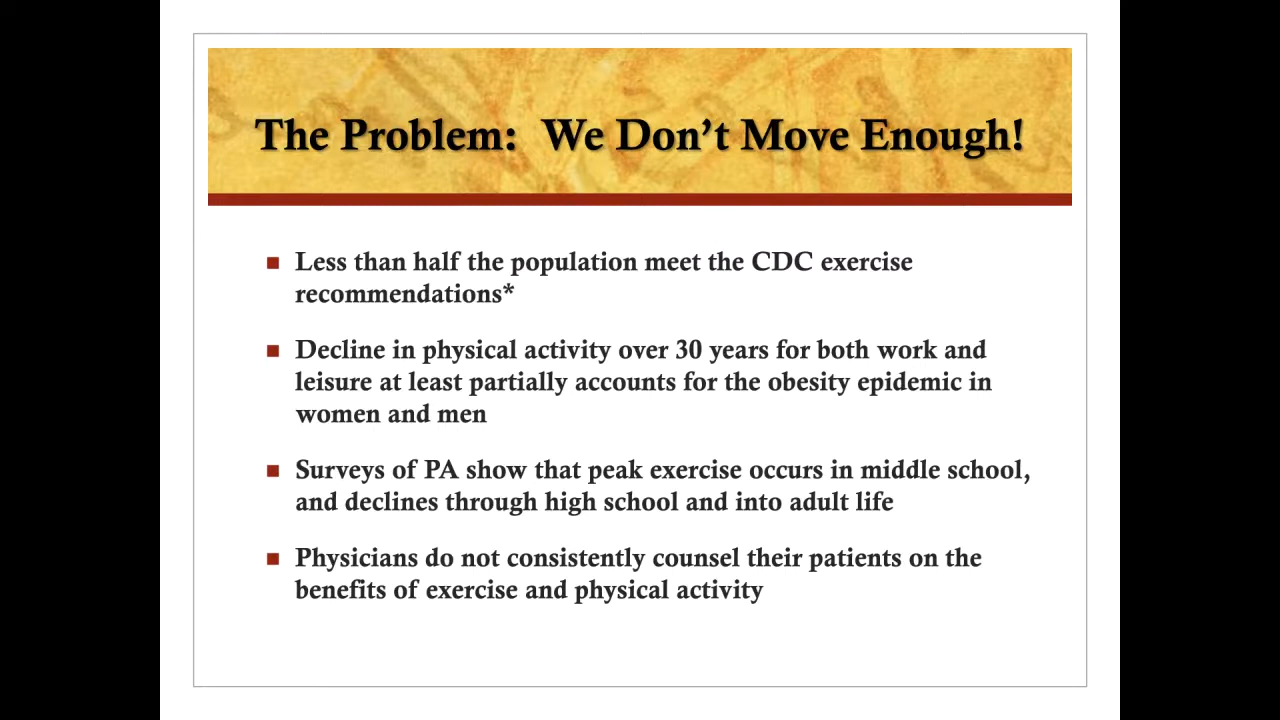 The Problem: We Don’t Move Enough!
Less than half the population meet the CDC exercise
recommendations*
Decline in physical activity over 30 years for both work and
leisure at least partially accounts for the obesity epidemic in
women and men
Surveys of PA show that peak exercise occurs in middle school,
and declines through high school and into adult life
Physicians do not consistently counsel their patients on the
benefits of exercise and physical activity